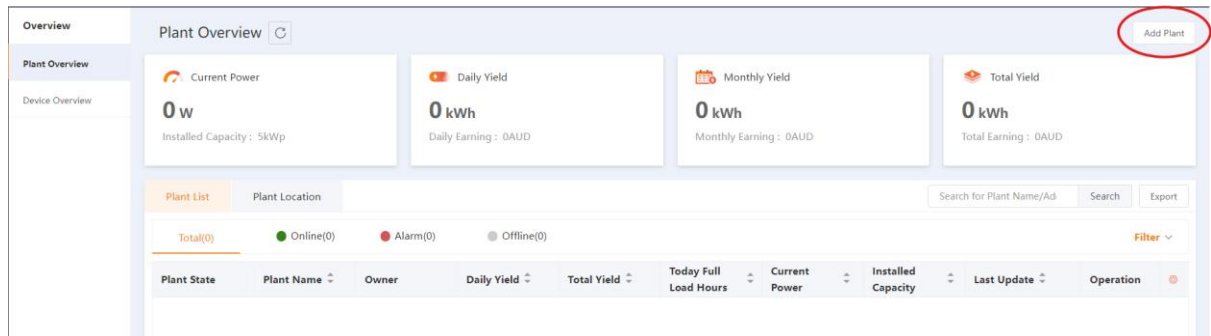 Overview
Plant Overview
Device Overview
Plant Overview
Add Plant
Current Power
0 W
Installed Capacity : 5kWp
Daily Yield
0 kWh
Daily Earning : 0AUD
Monthly Yield
0 kWh
Monthly Earning : 0AUD
Total Yield
0 kWh
Total Earning : 0AUD
Plant List Plant Location
Search for Plant Name/Ad Search Export
Total(0) Online(0) Alarm(0) Offline(0) Filter
Plant State Plant Name Owner Daily Yield Total Yield Today Full Load Hours Current Power Installed Capacity Last Update Operation